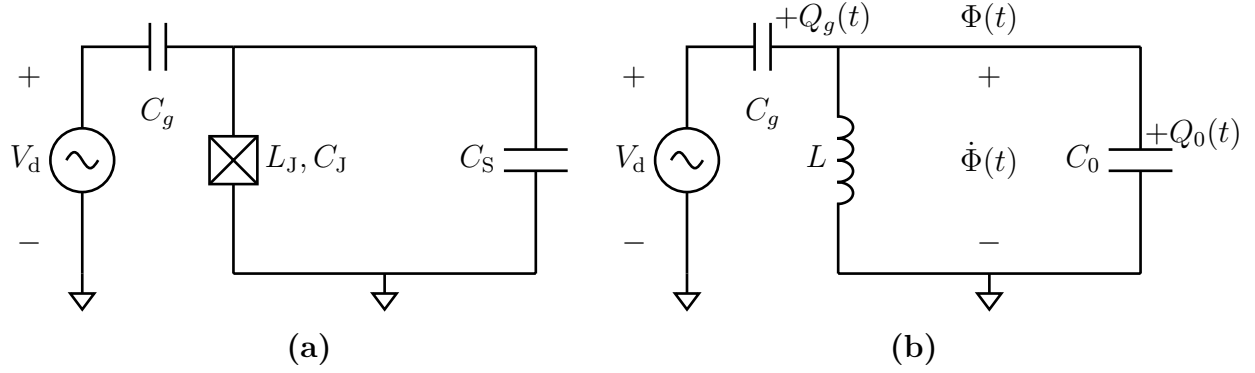 +
V_d
−
C_g
L_J, C_J
C_S
(a)
+Q_g(t)
Φ(t)
+
V_d
−
C_g
L
+
Φ̇(t)
−
C_0
+Q_0(t)
(b)